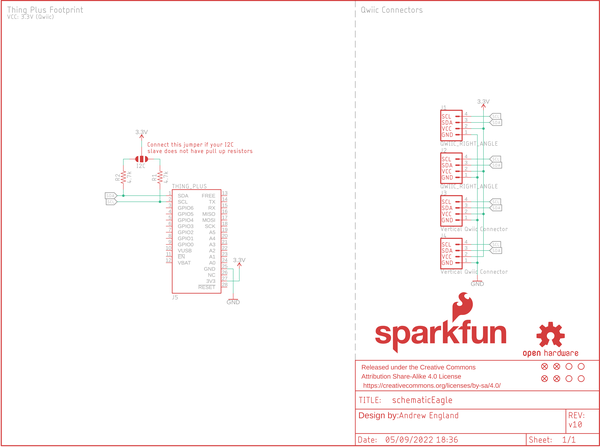 Thing Plus Footprint
VCC: 3.3V (Qwiic)
Qwiic Connectors
3.3V
Connect this jumper if your I2C
slave does not have pull up resistors
I2C
R2
R1
THING_PLUS
SDA FREE
SCL TX
GPIO6 RX
GPIO5 MISO
GPIO4 MOSI
GPIO3 SCK
GPIO2 A5
GPIO1 A4
GPIO0 A3
VUSB A2
EN A1
VBAT A0
GND
NC
3V3
RESET
J5
3.3V
GND
3.3V
SCL
SDA
VCC
GND
QWIIC_RIGHT_ANGLE
SCL
SDA
VCC
GND
QWIIC_RIGHT_ANGLE
SCL
SDA
VCC
GND
Vertical Qwiic Connector
SCL
SDA
VCC
GND
Vertical Qwiic Connector
GND
sparkfun
open hardware
Released under the Creative Commons
Attribution Share-Alike 4.0 License
https://creativecommons.org/licenses/by-sa/4.0/
TITLE: schematicEagle
Design by:Andrew England
REV:
v10
Date: 05/09/2022 18:36
Sheet: 1/1